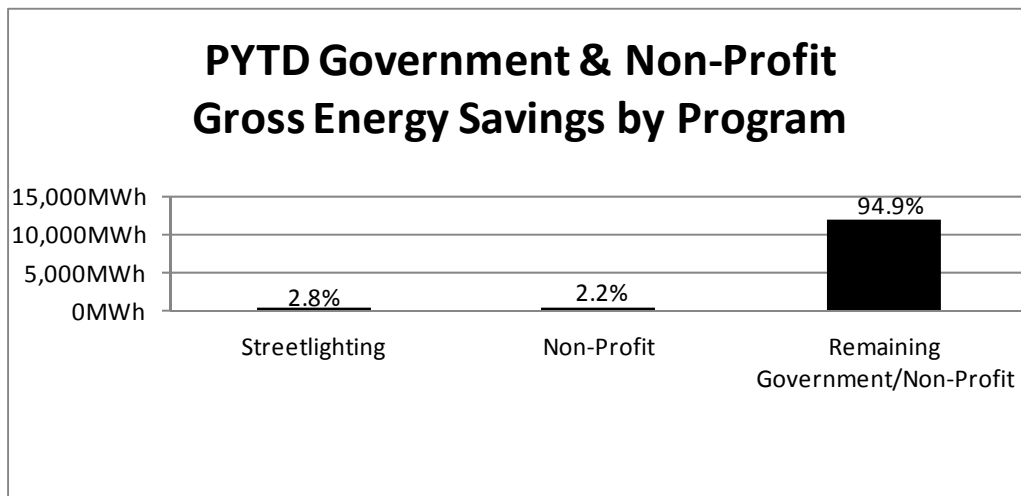 PYTD Government & Non-Profit
Gross Energy Savings by Program
15,000MWh
10,000MWh
5,000MWh
0MWh
2.8%
2.2%
94.9%
Streetlighting
Non-Profit
Remaining
Government/Non-Profit